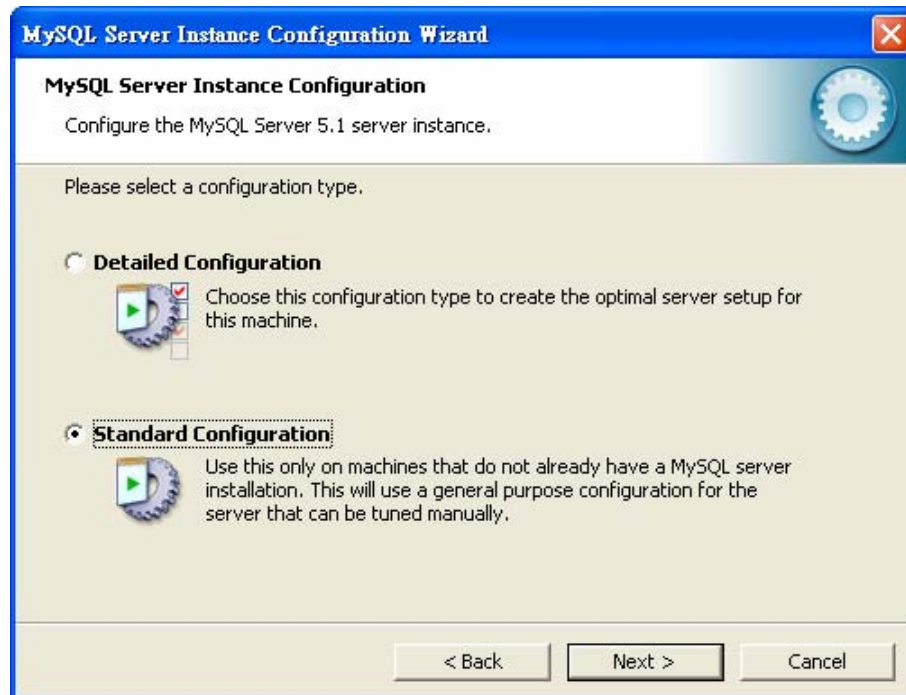 MySQL Server Instance Configuration Wizard
MySQL Server Instance Configuration
Configure the MySQL Server 5.1 server instance.
Please select a configuration type.
Detailed Configuration
Choose this configuration type to create the optimal server setup for
this machine.
Standard Configuration
Use this only on machines that do not already have a MySQL server
installation. This will use a general purpose configuration for the
server that can be tuned manually.
< Back
Next >
Cancel